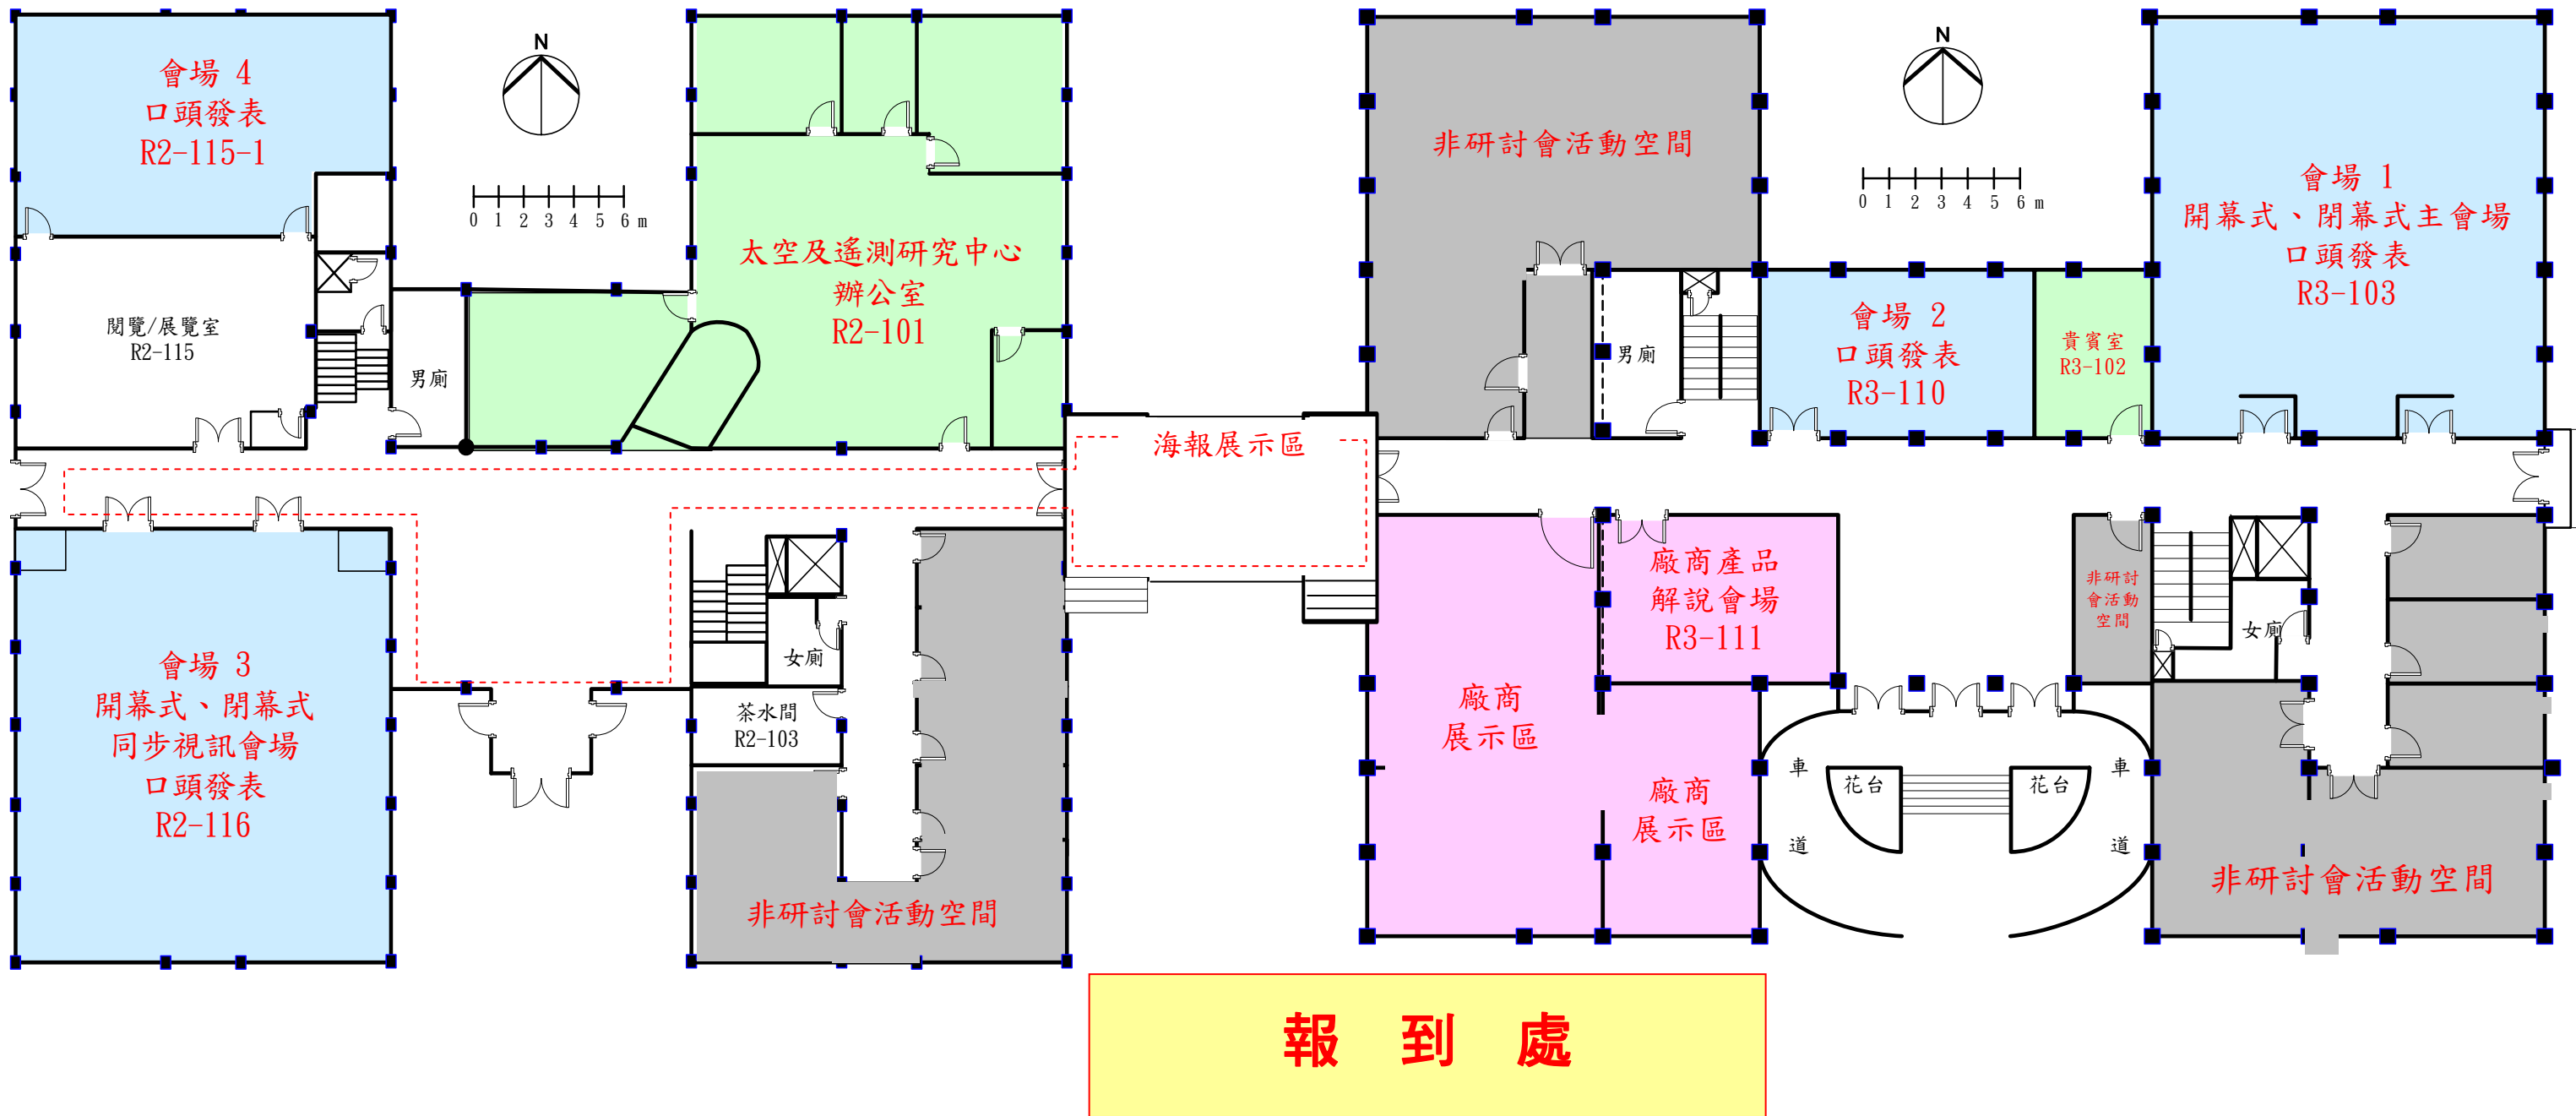 會場 4
口頭發表
R2-115-1
N
0 1 2 3 4 5 6 m
閱覽/展覽室
R2-115
男廁
太空及遙測研究中心
辦公室
R2-101
海報展示區
會場 3
開幕式、閉幕式
同步視訊會場
口頭發表
R2-116
女廁
茶水間
R2-103
非研討會活動空間
非研討會活動空間
N
0 1 2 3 4 5 6 m
男廁
會場 2
口頭發表
R3-110
貴賓室
R3-102
會場 1
開幕式、閉幕式主會場
口頭發表
R3-103
廠商產品
解說會場
R3-111
廠商
展示區
廠商
展示區
車
道
花台
花台
車
道
非研討
會活動
空間
女廁
非研討會活動空間
報 到 處